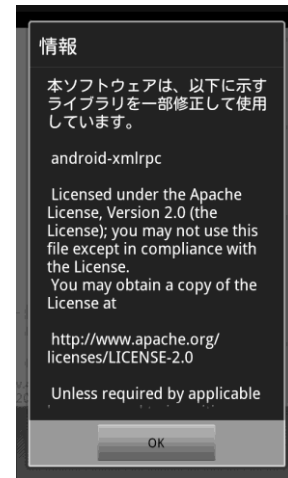 情報
本ソフトウェアは、以下に示す
ライブラリを一部修正して使用
しています。
android-xmlrpc
Licensed under the Apache
License, Version 2.0 (the
License); you may not use this
file except in compliance with
the License.
You may obtain a copy of the
License at
http://www.apache.org/
licenses/LICENSE-2.0
Unless required by applicable
OK